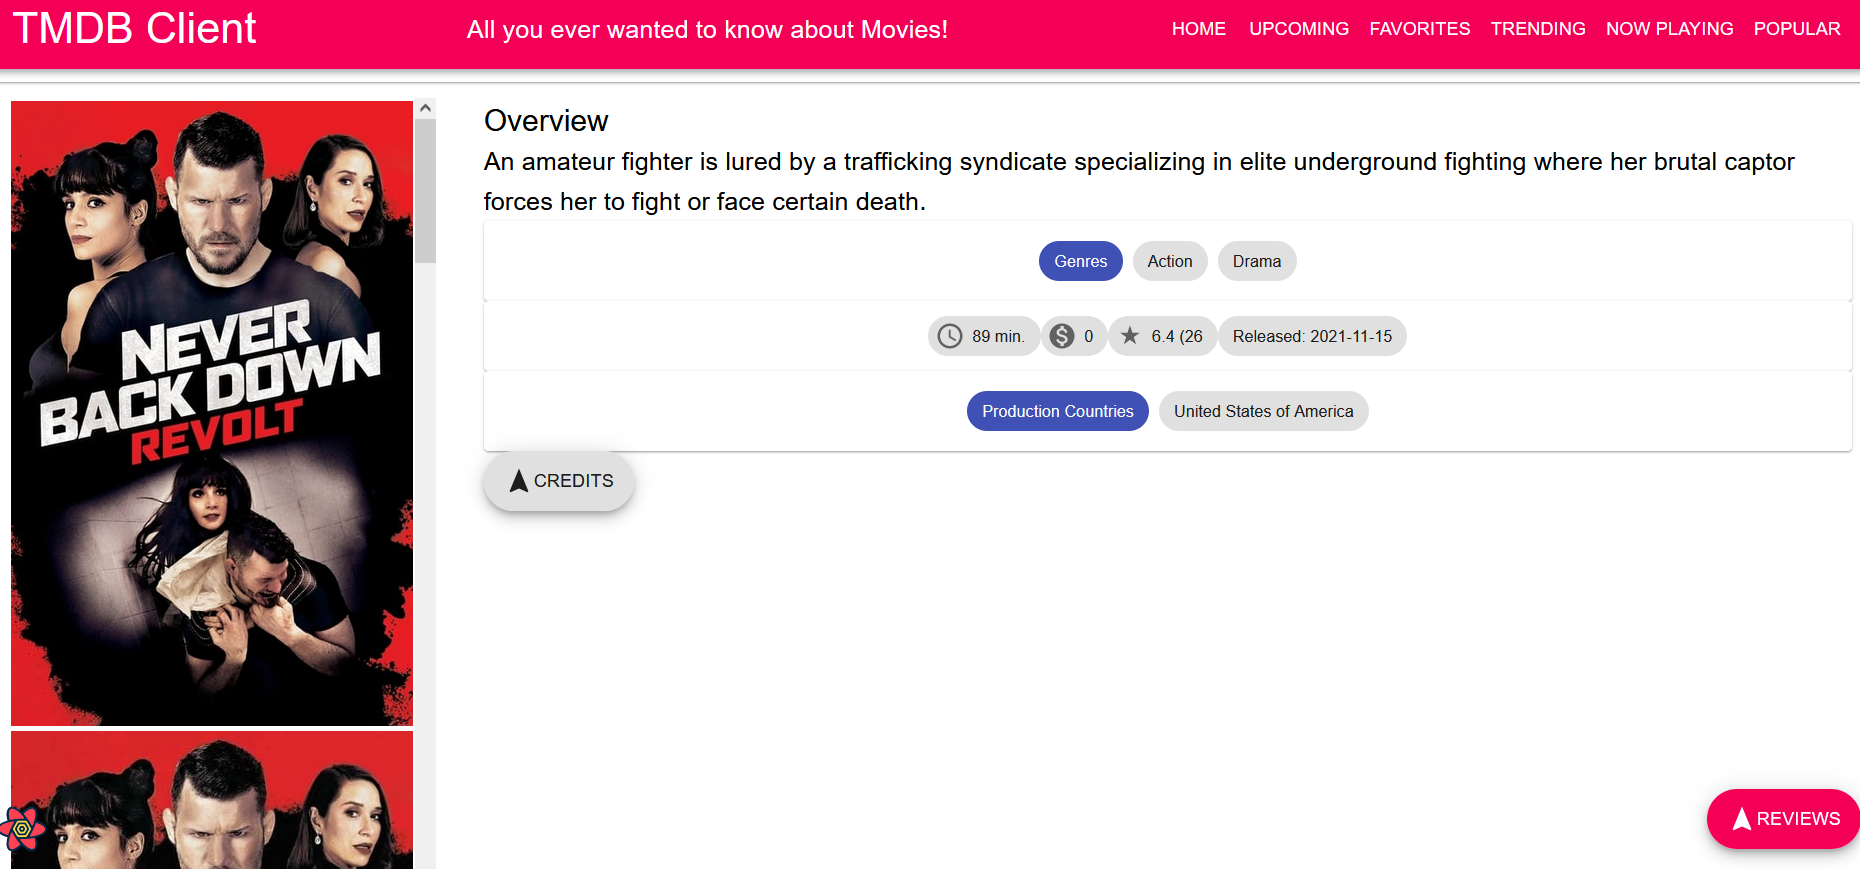 TMDB Client
All you ever wanted to know about Movies!
HOME UPCOMING FAVORITES TRENDING NOW PLAYING POPULAR
NEVER
BACK DOWN
REVOLT
Overview
An amateur fighter is lured by a trafficking syndicate specializing in elite underground fighting where her brutal captor
forces her to fight or face certain death.
Genres Action Drama
89 min. 0 6.4 (26 Released: 2021-11-15
Production Countries United States of America
CREDITS
REVIEWS